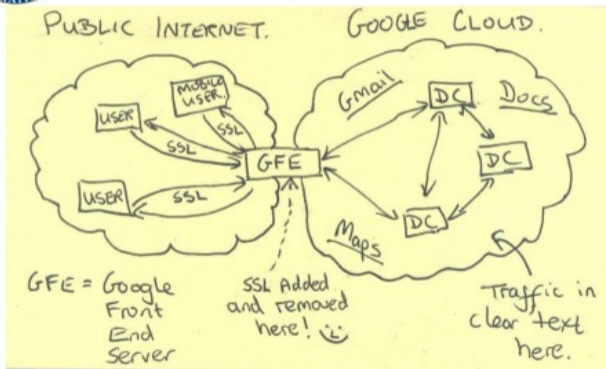 PUBLIC INTERNET.
GOOGLE CLOUD.
MOBILE
USER.
USER
SSL
SSL
USER
SSL
GFE
Gmail
DC
Docs
DC
DC
Maps
GFE = Google
Front
End
Server
SSL Added
and removed
here!
Traffic in
clear text
here.